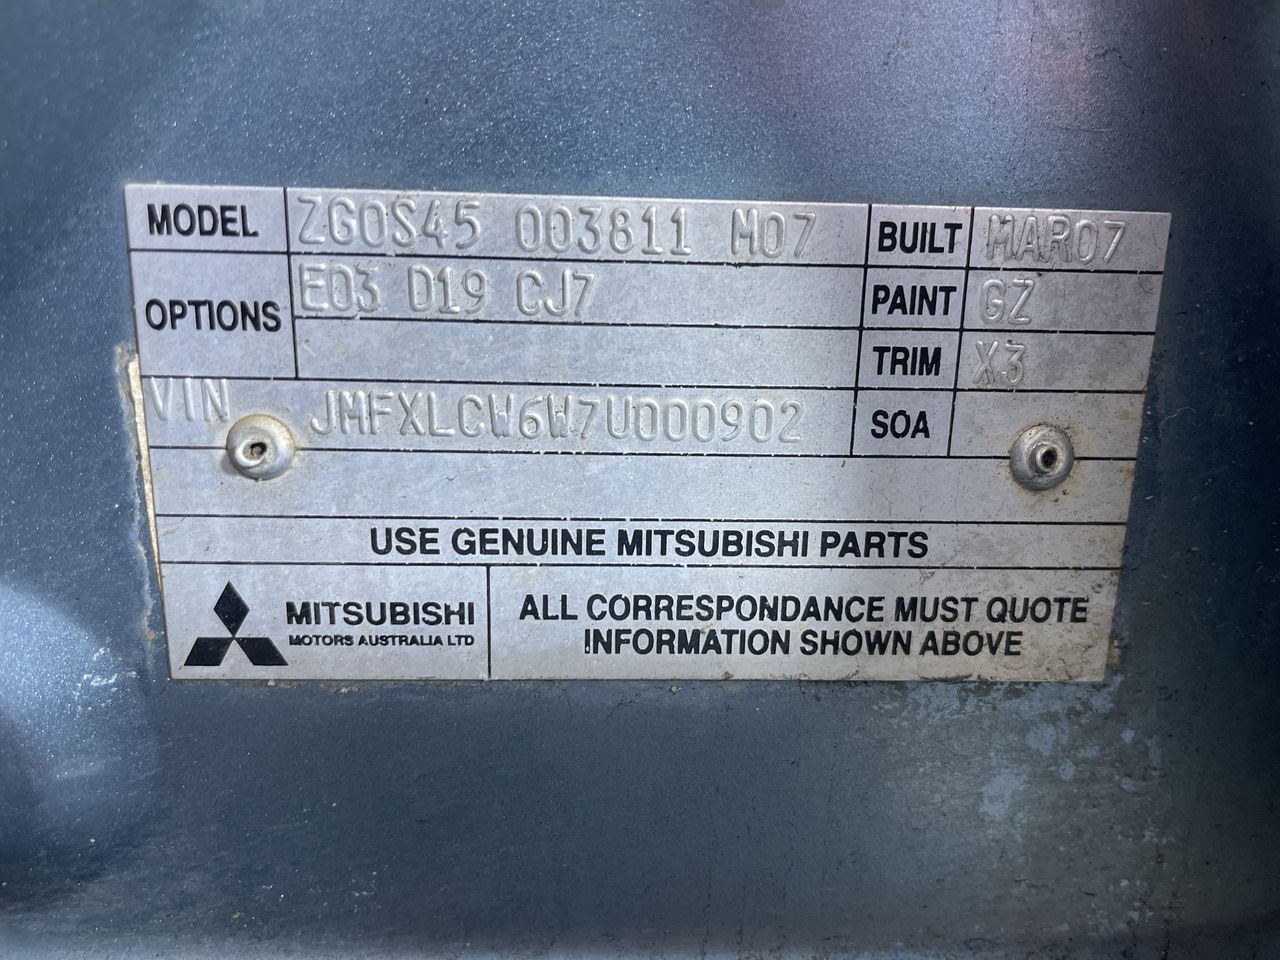 MODEL ZG0S45 003811 M07 BUILT MAR07
OPTIONS E03 D19 CJ7 PAINT GZ
TRIM X3
VIN JMFXLCW6W7U000902 SOA
USE GENUINE MITSUBISHI PARTS
MITSUBISHI
MOTORS AUSTRALIA LTD
ALL CORRESPONDANCE MUST QUOTE
INFORMATION SHOWN ABOVE